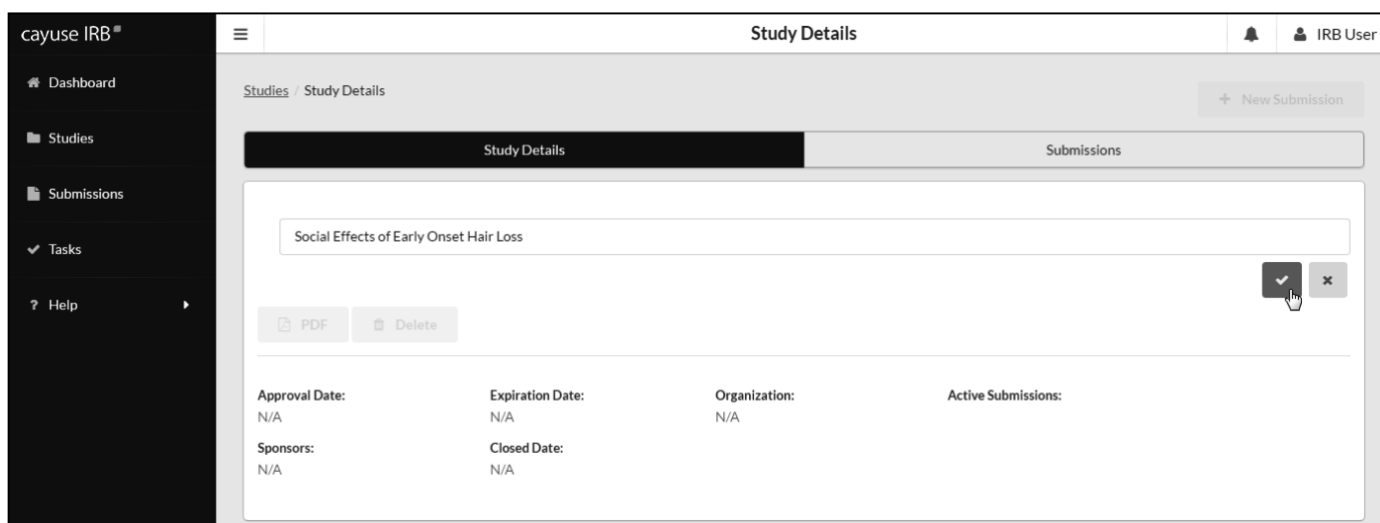 cayuse IRB
Study Details
IRB User
Dashboard
Studies
Submissions
Tasks
? Help
Studies / Study Details
+ New Submission
Study Details
Submissions
Social Effects of Early Onset Hair Loss
PDF
Delete
Approval Date:
N/A
Expiration Date:
N/A
Organization:
N/A
Active Submissions:
Sponsors:
N/A
Closed Date:
N/A